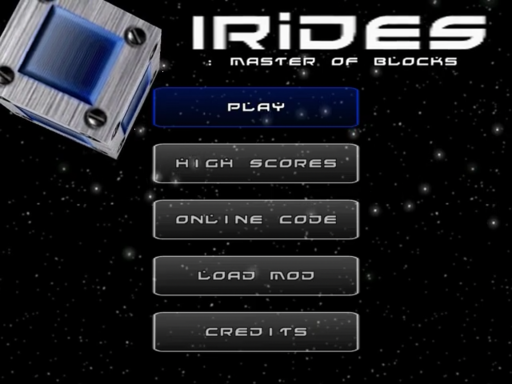 IRiDES
: MASTER OF BLOCKS
PLAY
HIGH SCORES
ONLINE CODE
LOAD MOD
CREDITS